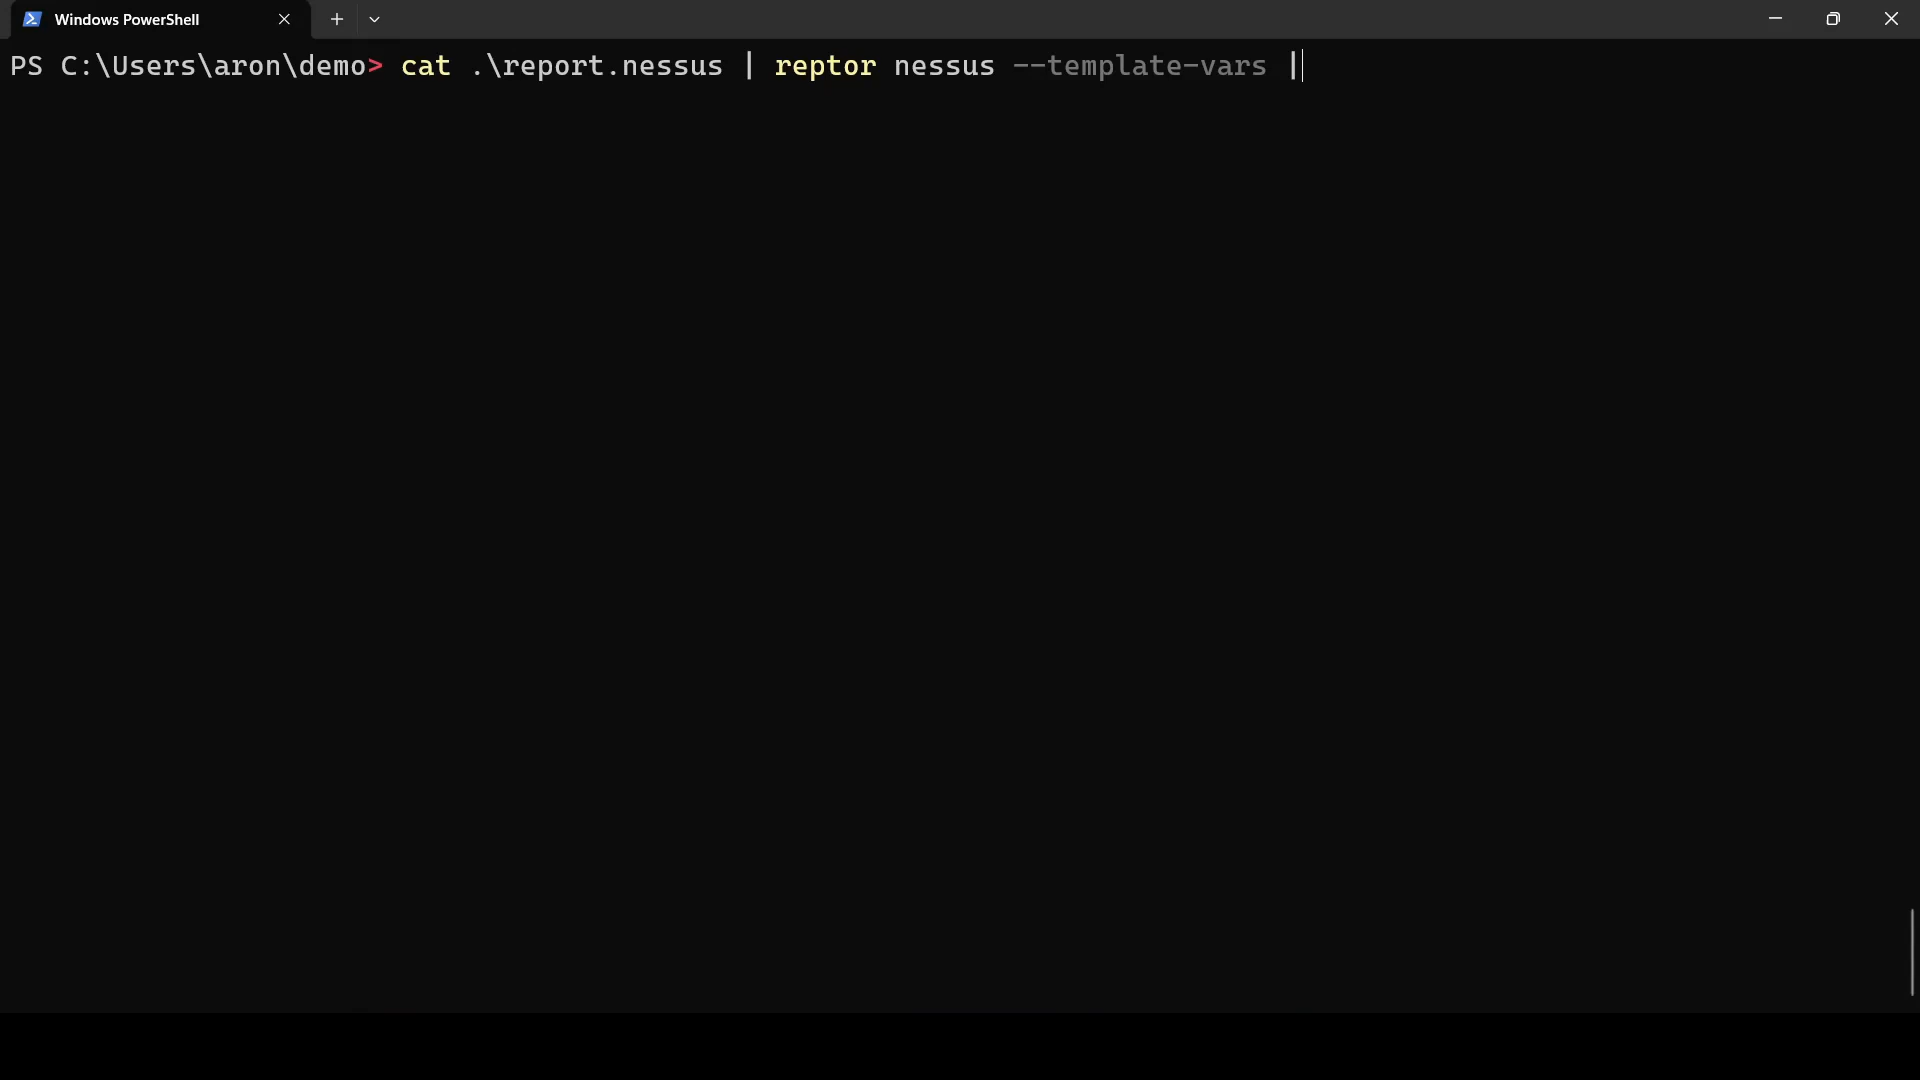 Windows PowerShell
PS C:\Users\aron\demo> cat .\report.nessus | reptor nessus --template-vars |